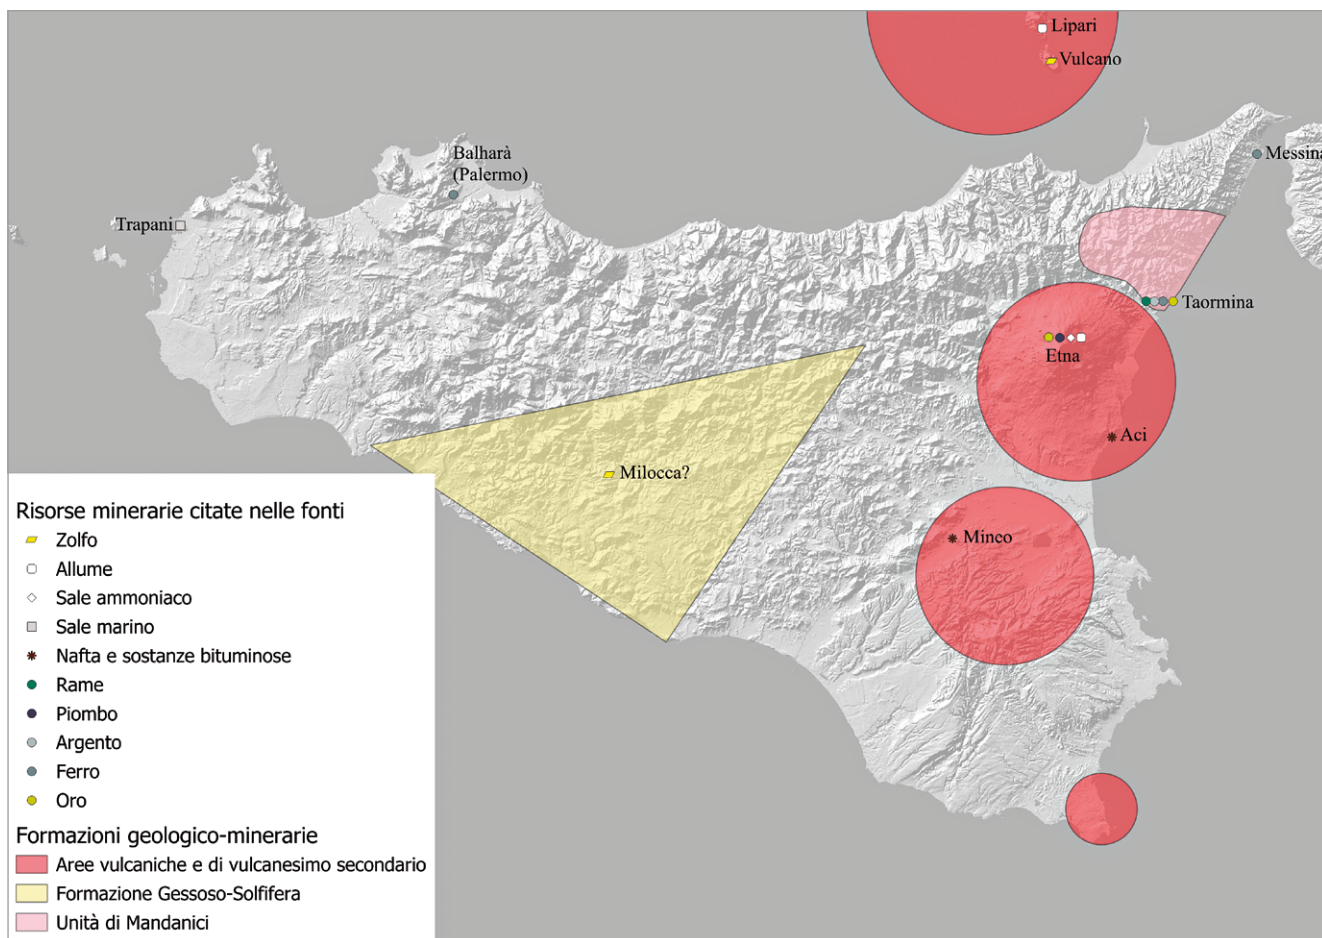 Lipari
Vulcano
Balharà
(Palermo)
Messina
Trapani
Taormina
Etna
Aci
Milocca?
Mineo
Risorse minerarie citate nelle fonti
Zolfo
Allume
Sale ammoniaco
Sale marino
Nafta e sostanze bituminose
Rame
Piombo
Argento
Ferro
Oro
Formazioni geologico-minerarie
Aree vulcaniche e di vulcanesimo secondario
Formazione Gessoso-Solfifera
Unità di Mandanici